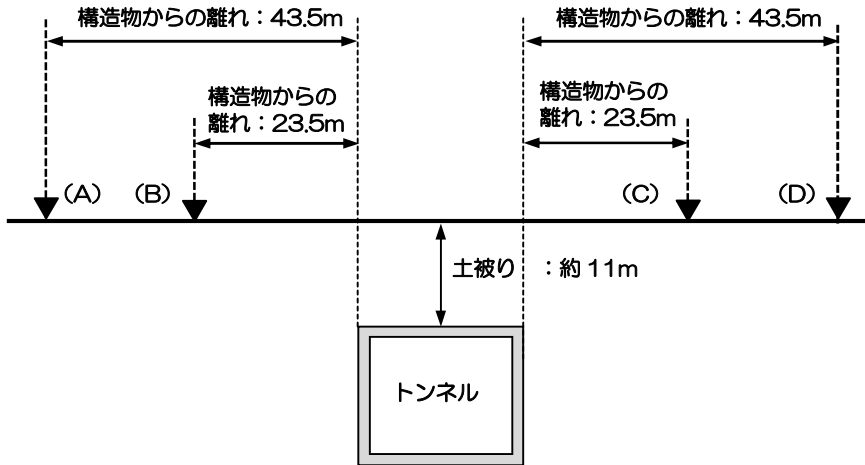 構造物からの離れ：43.5m
構造物からの離れ：43.5m
構造物からの
離れ：23.5m
構造物からの
離れ：23.5m
（A）
（B）
（C）
（D）
土被り　：約 11m
トンネル